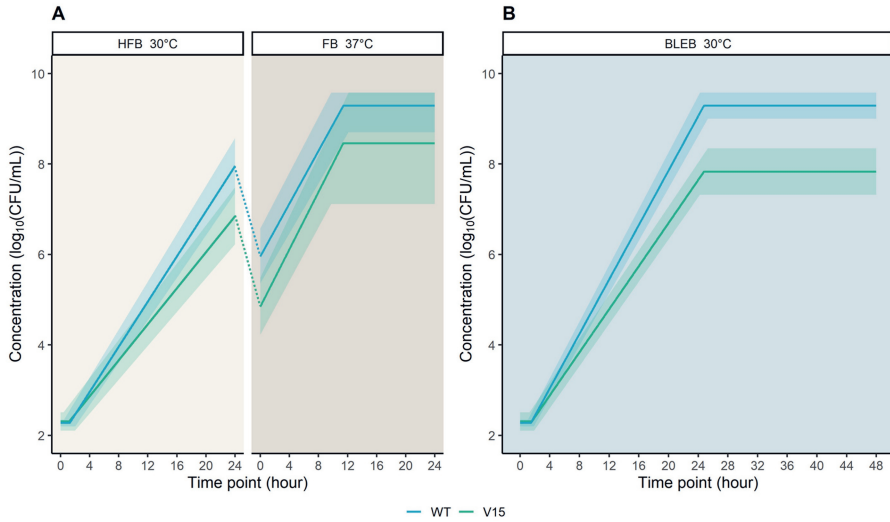 A
B
HFB 30°C
FB 37°C
BLEB 30°C
Concentration (log₁₀(CFU/mL))
10
8
6
4
2
0 4 8 12 16 20 24
0 4 8 12 16 20 24
Time point (hour)
Concentration (log₁₀(CFU/mL))
10
8
6
4
2
0 4 8 12 16 20 24 28 32 36 40 44 48
Time point (hour)
WT V15